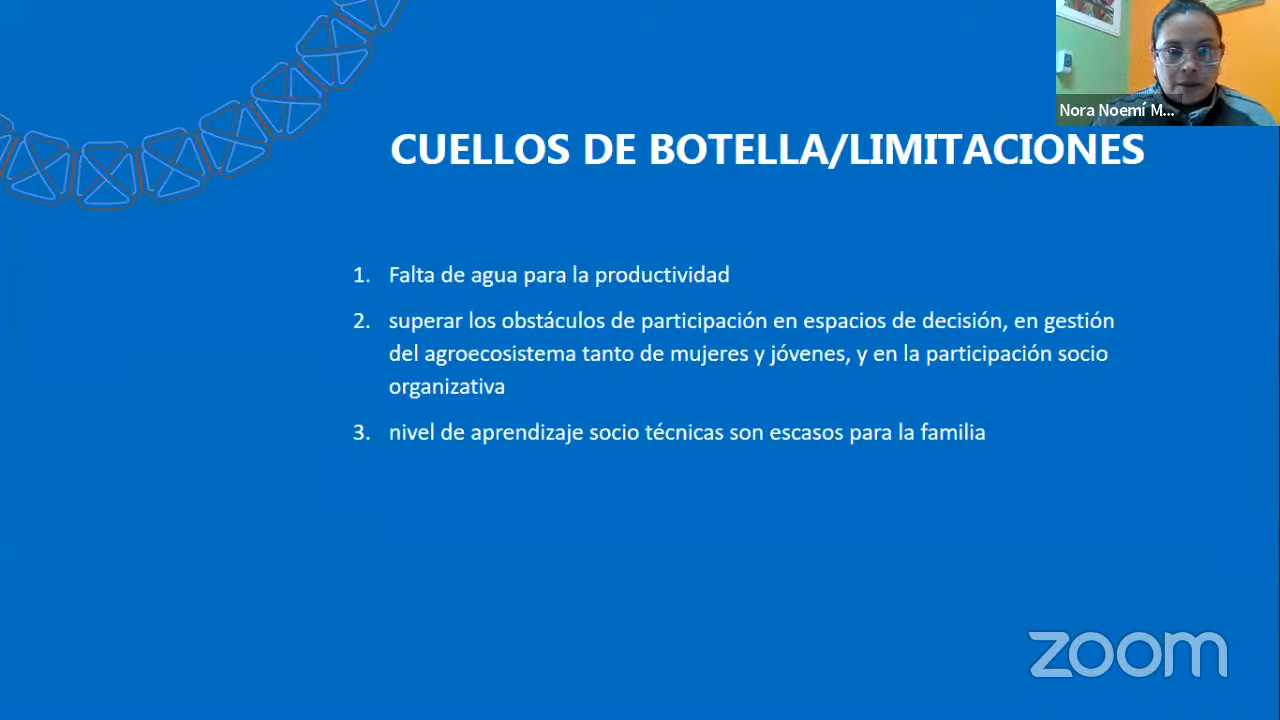 Nora Noemí M...
CUELLOS DE BOTELLA/LIMITACIONES
1. Falta de agua para la productividad
2. superar los obstáculos de participación en espacios de decisión, en gestión
del agroecosistema tanto de mujeres y jóvenes, y en la participación socio
organizativa
3. nivel de aprendizaje socio técnicas son escasos para la familia
zoom